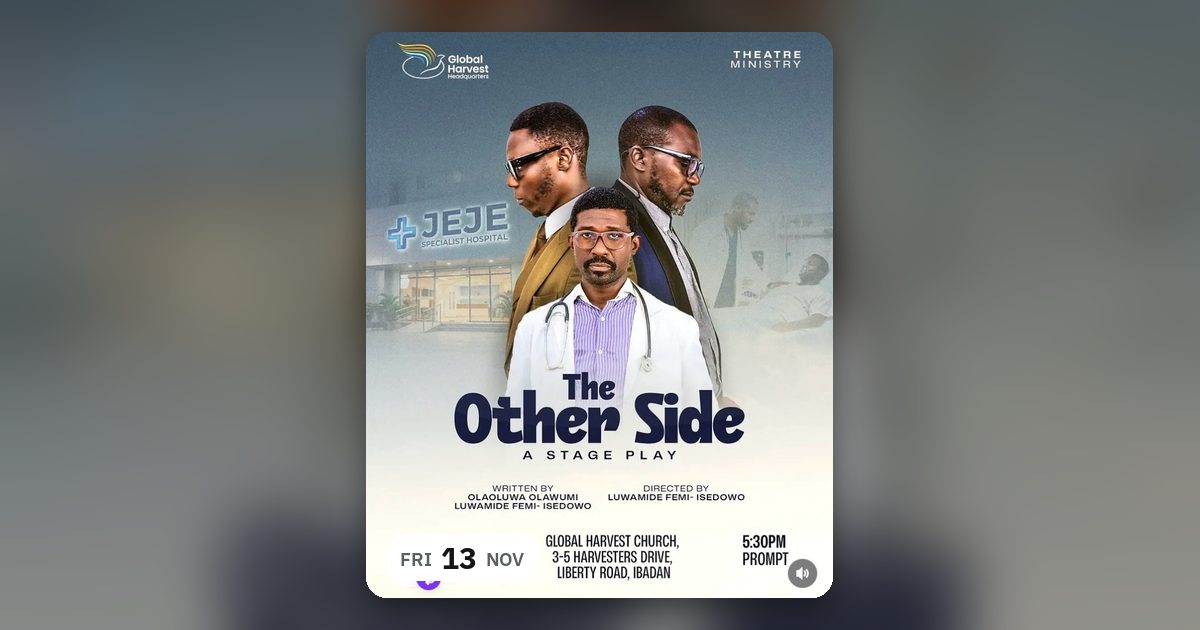 Global
Harvest
Headquarters
THEATRE
MINISTRY
JEJE
SPECIALIST HOSPITAL
The
Other Side
A STAGE PLAY
WRITTEN BY
OLAOLUWA OLAWUMI
LUWAMIDE FEMI- ISEDOWO
DIRECTED BY
LUWAMIDE FEMI- ISEDOWO
FRI 13 NOV
GLOBAL HARVEST CHURCH,
3-5 HARVESTERS DRIVE,
LIBERTY ROAD, IBADAN
5:30PM
PROMPT